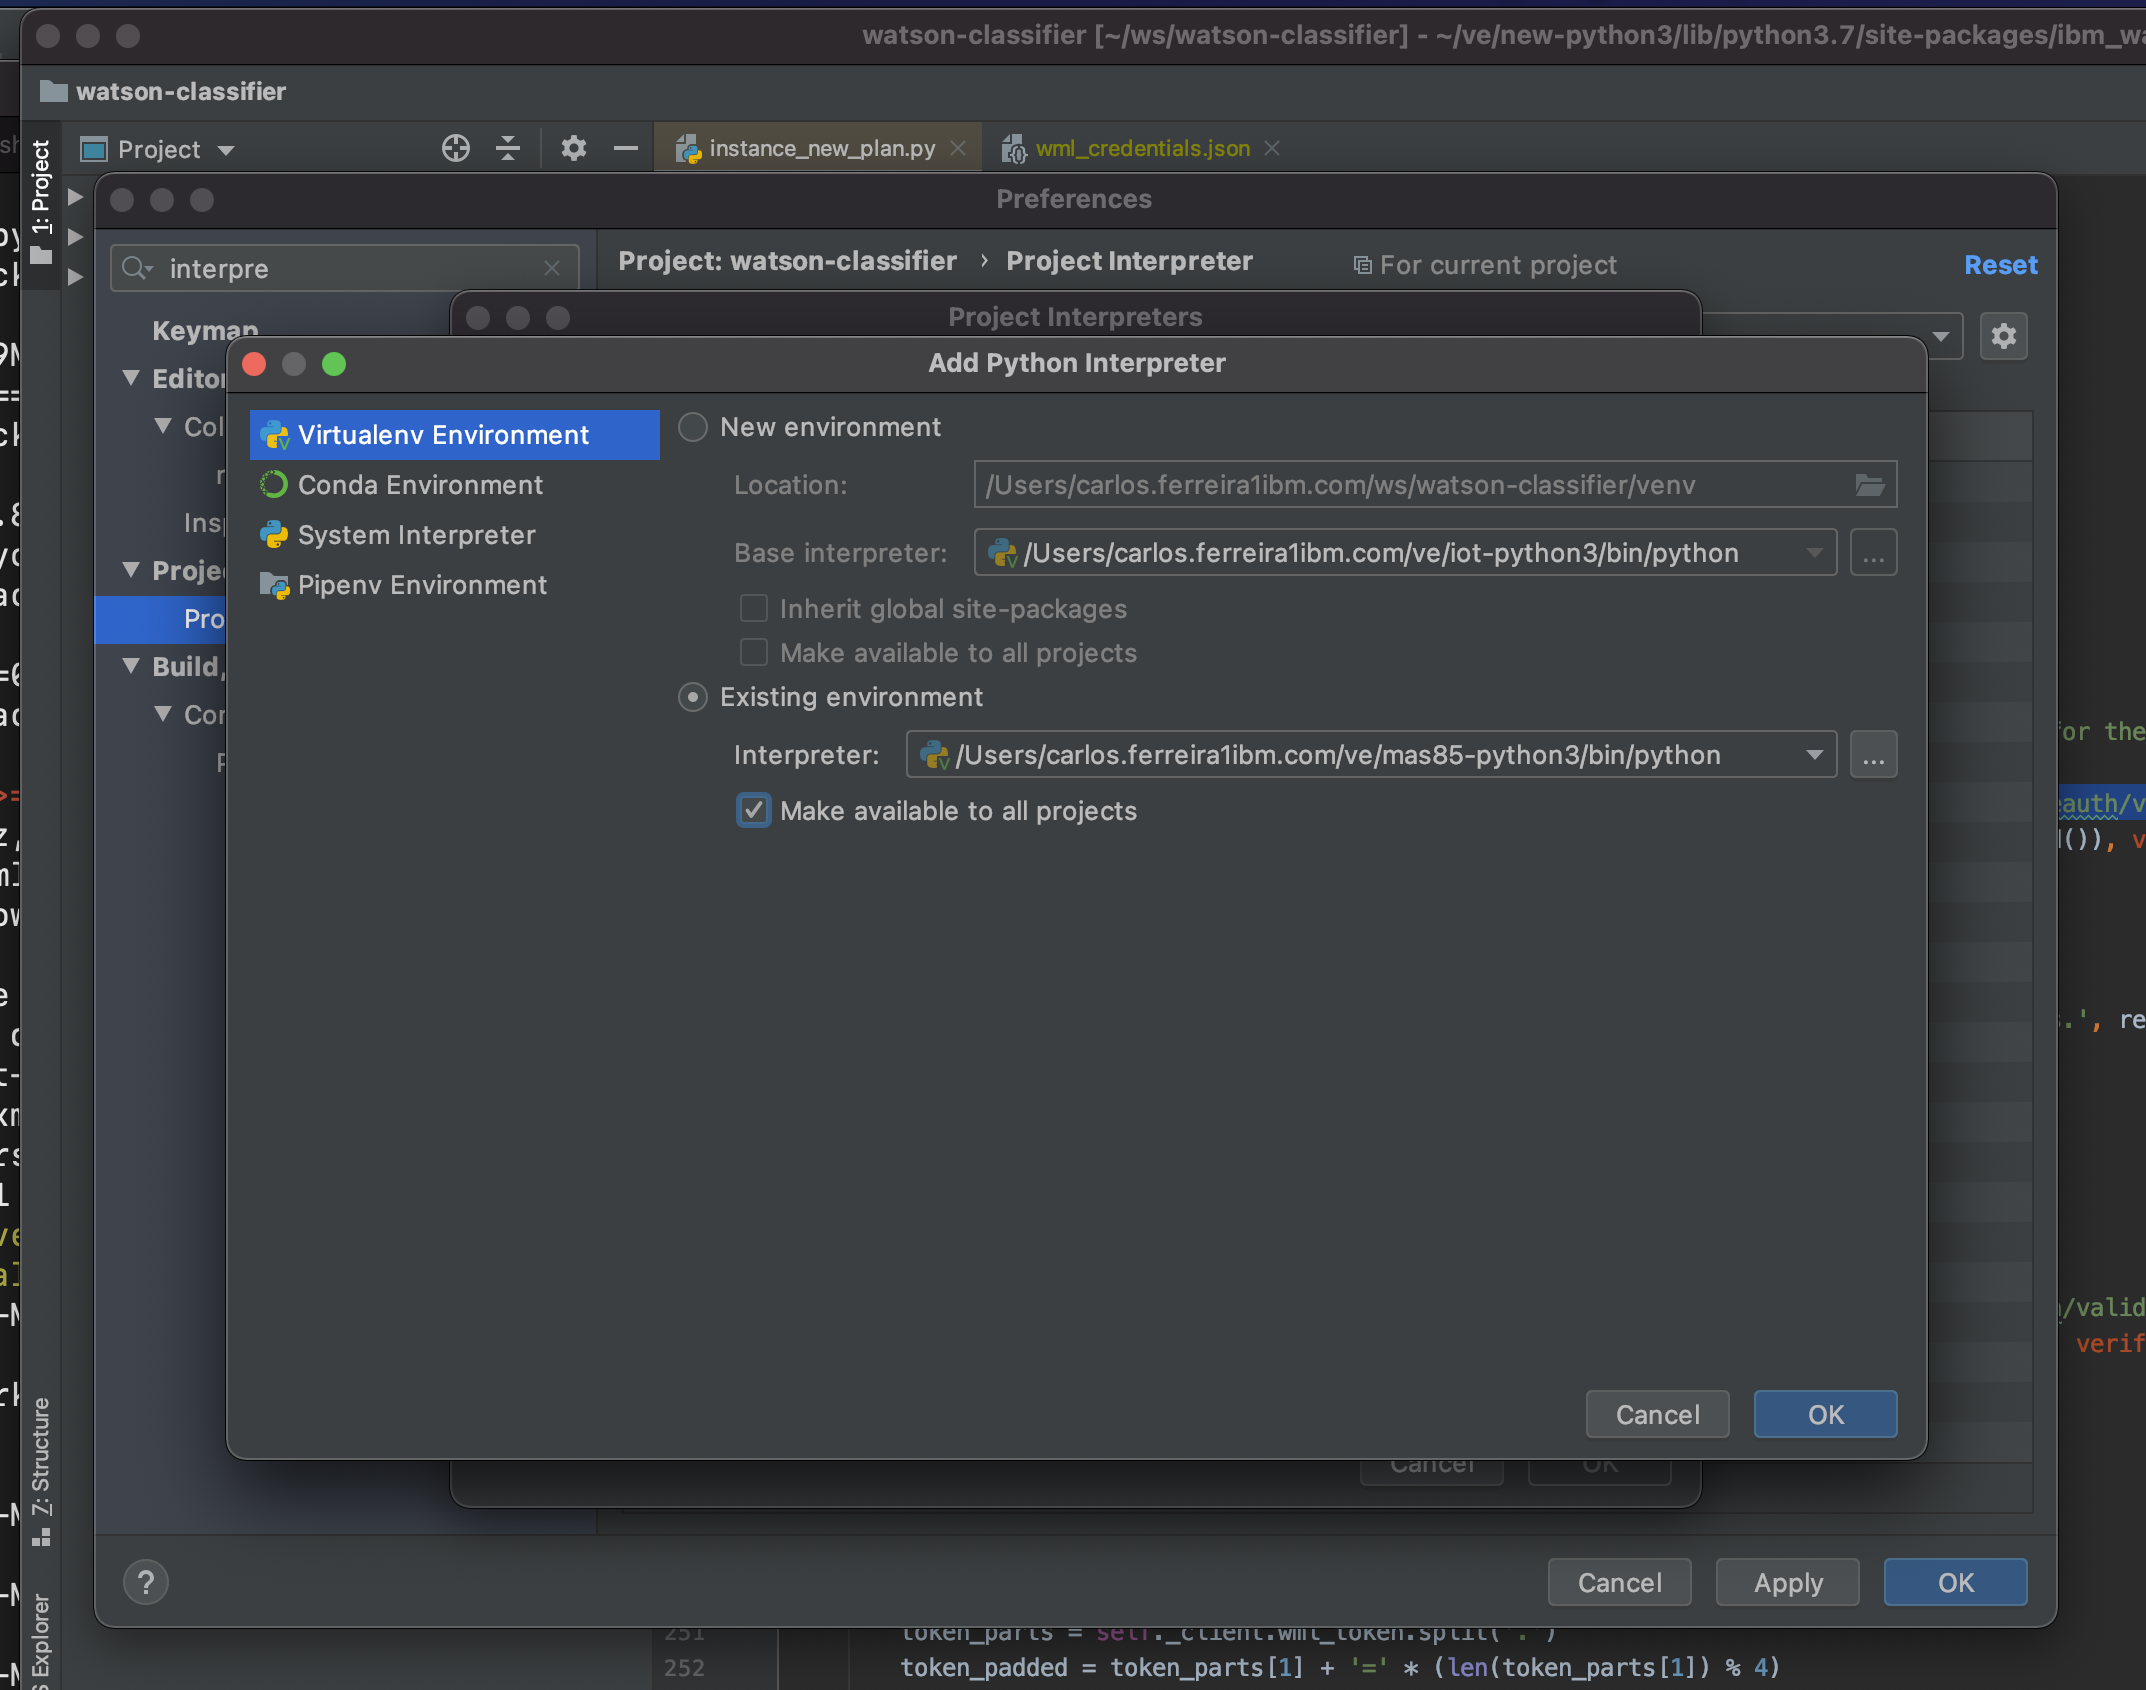 watson-classifier [~/ws/watson-classifier] - ~/ve/new-python3/lib/python3.7/site-packages/ibm_wa
watson-classifier
1: Project
Project
instance_new_plan.py
wml_credentials.json
Preferences
interpre
Project: watson-classifier › Project Interpreter
For current project
Reset
Keymap
Project Interpreters
Add Python Interpreter
Virtualenv Environment
Conda Environment
System Interpreter
Pipenv Environment
New environment
Location: /Users/carlos.ferreira1ibm.com/ws/watson-classifier/venv
Base interpreter: /Users/carlos.ferreira1ibm.com/ve/iot-python3/bin/python
...
Inherit global site-packages
Make available to all projects
Existing environment
Interpreter: /Users/carlos.ferreira1ibm.com/ve/mas85-python3/bin/python
...
Make available to all projects
Cancel
OK
Editor
Col
Insp
Projec
Pro
Build,
Cor
for the
eauth/v
()), v
.', re
/valid
verif
Cancel
OK
7: Structure
s Explorer
?
Cancel
Apply
OK
251 token_parts = self._client.wml_token.split('.')
252 token_padded = token_parts[1] + '=' * (len(token_parts[1]) % 4)